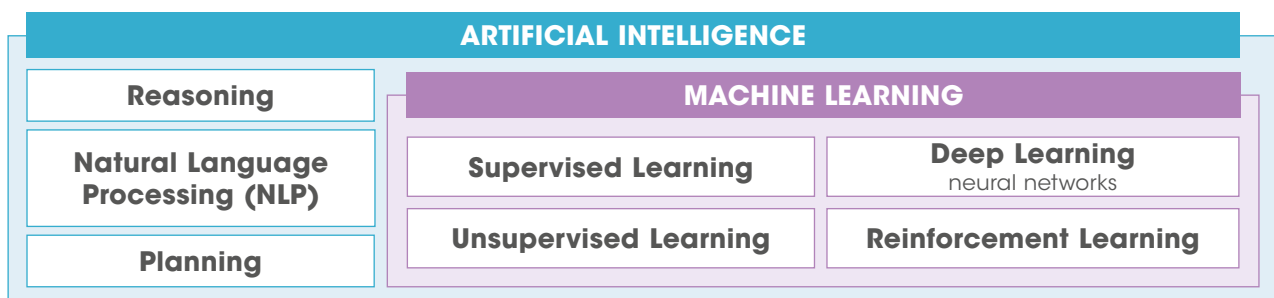 ARTIFICIAL INTELLIGENCE
Reasoning
Natural Language
Processing (NLP)
Planning
MACHINE LEARNING
Supervised Learning
Deep Learning
neural networks
Unsupervised Learning
Reinforcement Learning